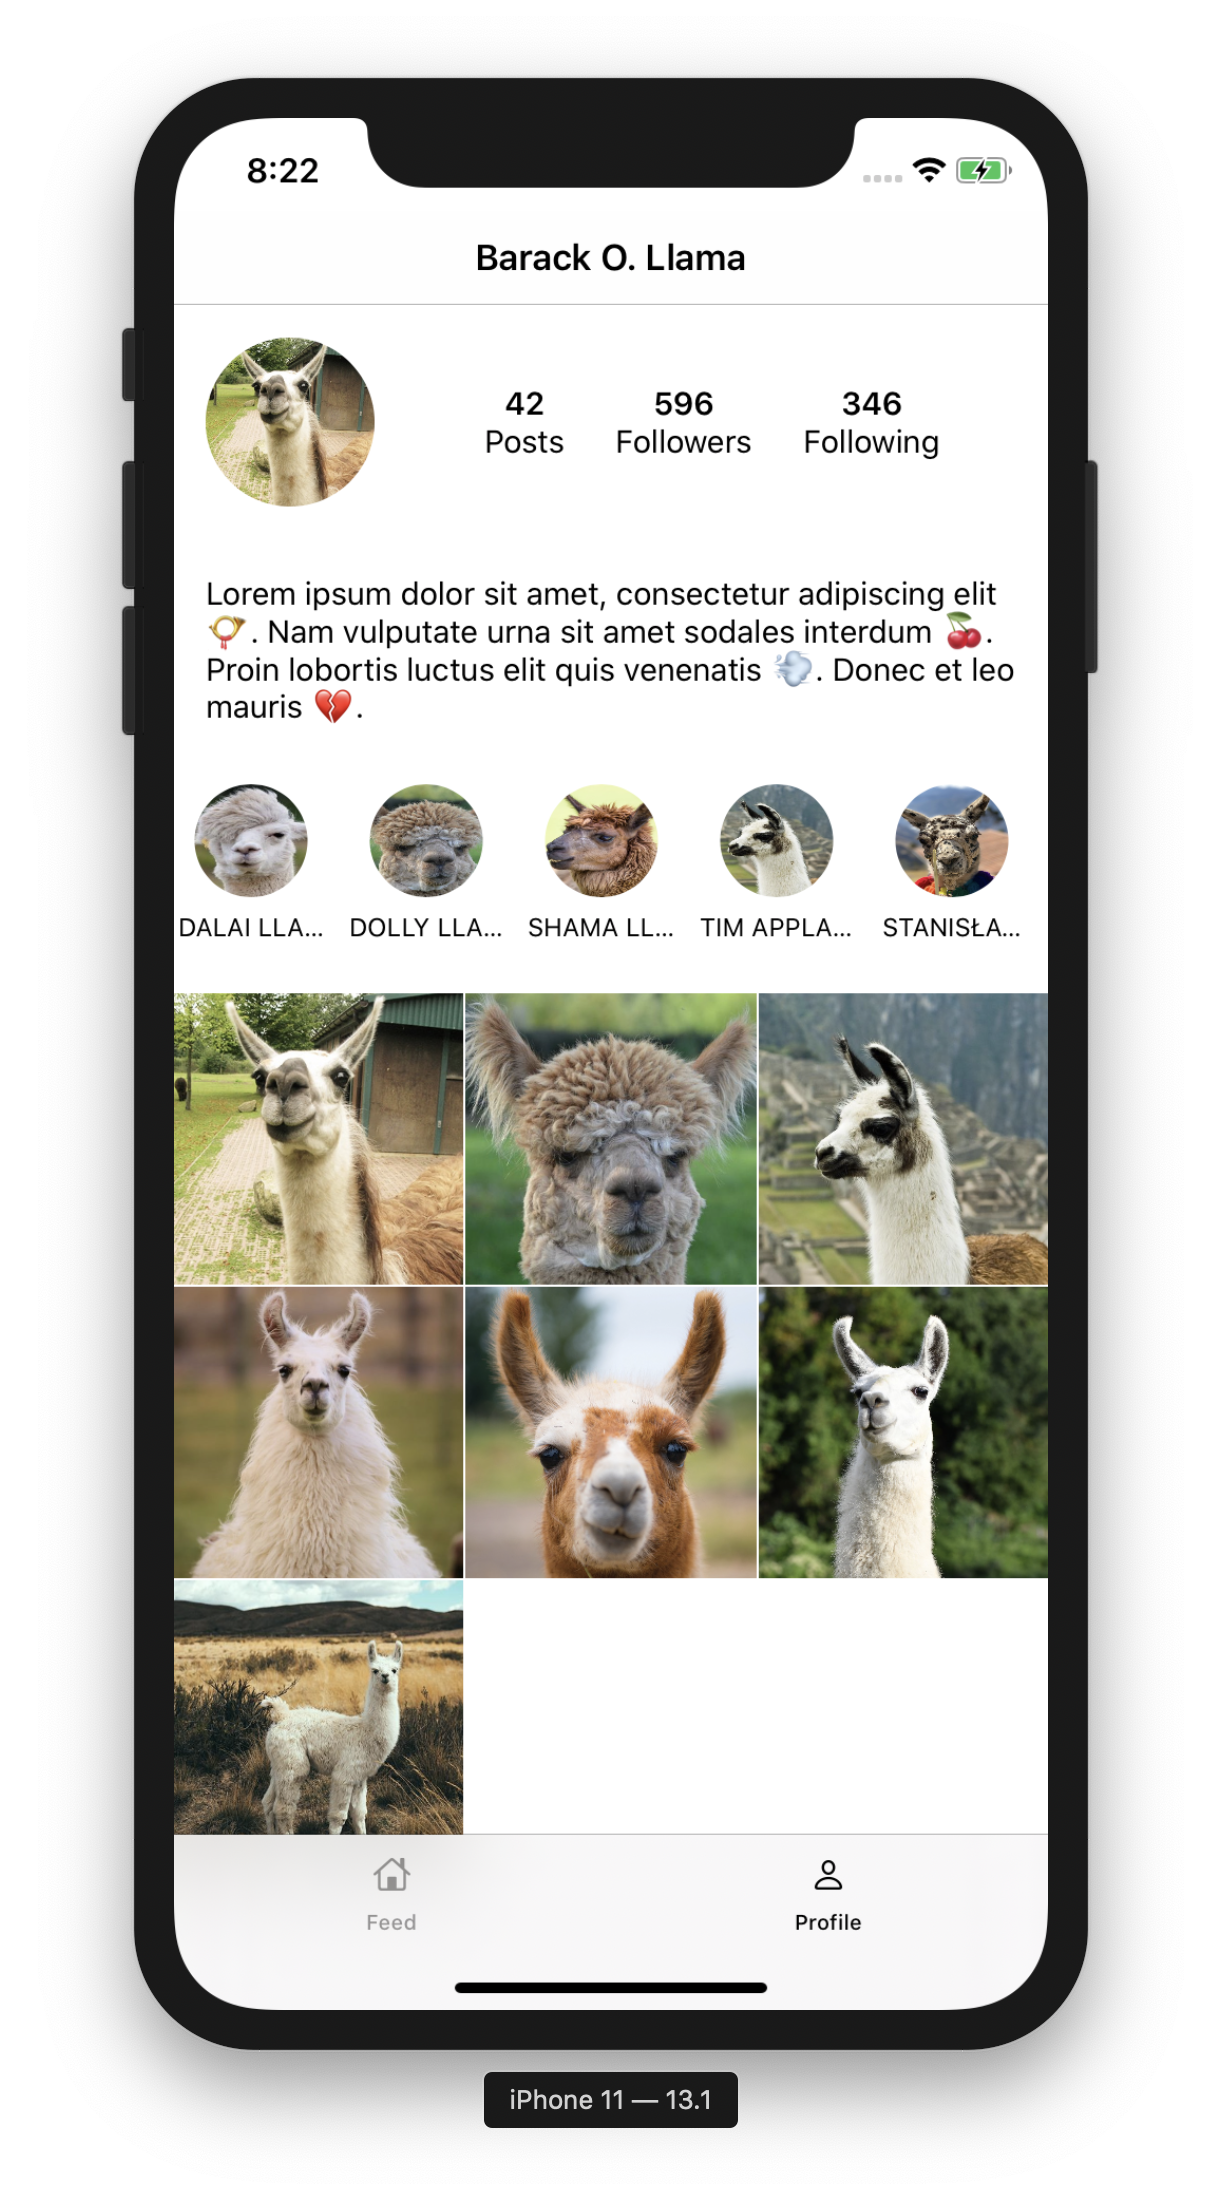 8:22
Barack O. Llama
42 596 346
Posts Followers Following
Lorem ipsum dolor sit amet, consectetur adipiscing elit
📯. Nam vulputate urna sit amet sodales interdum 🍒.
Proin lobortis luctus elit quis venenatis 💨. Donec et leo
mauris 💔.
DALAI LLA... DOLLY LLA... SHAMA LL... TIM APPLA... STANISŁA...
Feed Profile
iPhone 11 — 13.1